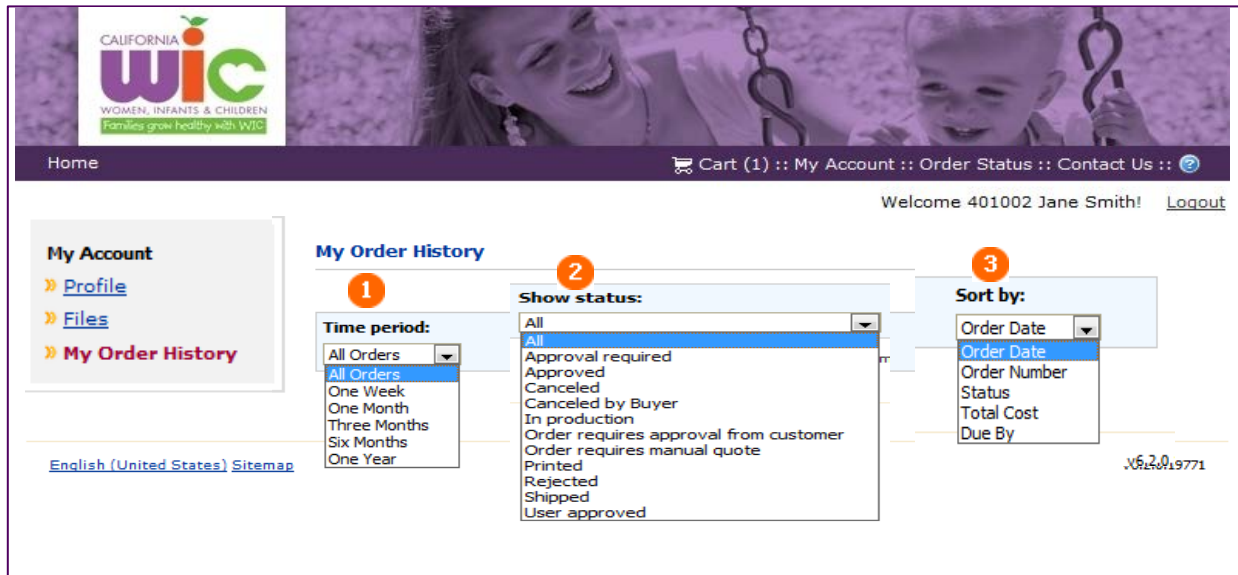 CALIFORNIA
WIC
WOMEN, INFANTS & CHILDREN
Families grow healthy with WIC
Home
Cart (1) :: My Account :: Order Status :: Contact Us :: ?
Welcome 401002 Jane Smith! Logout
My Account
» Profile
» Files
» My Order History
My Order History
1
Time period:
All Orders
All Orders
One Week
One Month
Three Months
Six Months
One Year
2
Show status:
All
All
Approval required
Approved
Canceled
Canceled by Buyer
In production
Order requires approval from customer
Order requires manual quote
Printed
Rejected
Shipped
User approved
3
Sort by:
Order Date
Order Date
Order Number
Status
Total Cost
Due By
English (United States) Sitemap